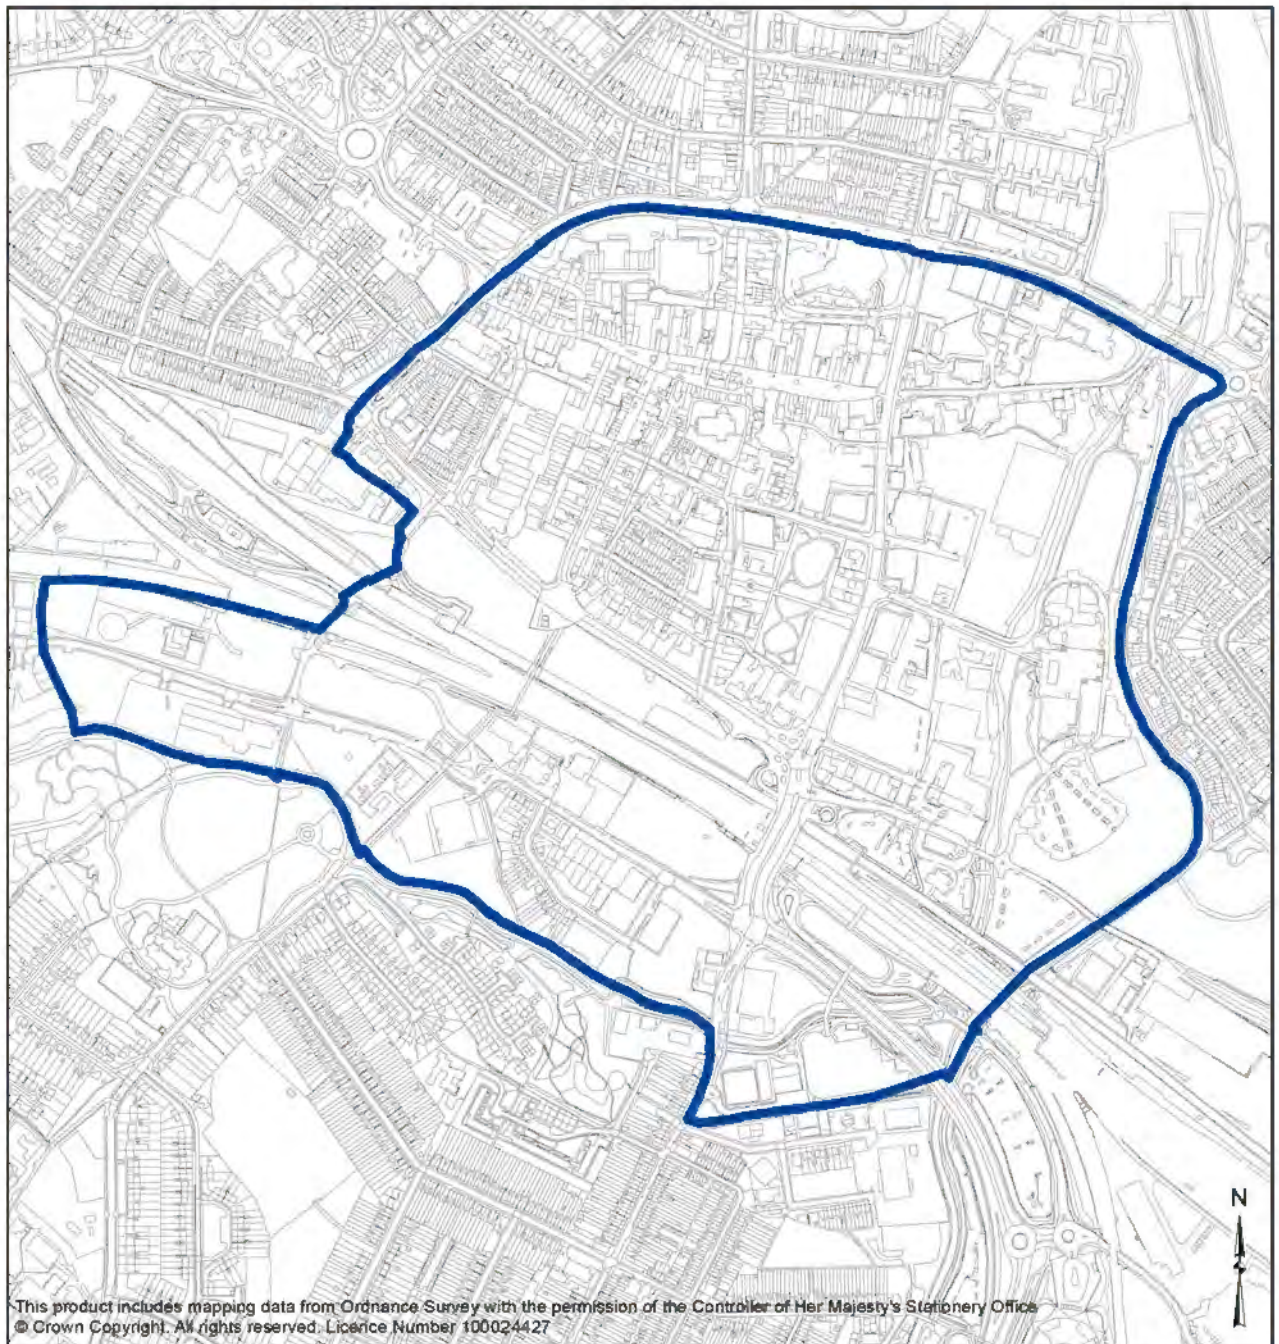 N
This product includes mapping data from Ordnance Survey with the permission of the Controller of Her Majesty's Stationery Office
© Crown Copyright. All rights reserved. Licence Number 100024427